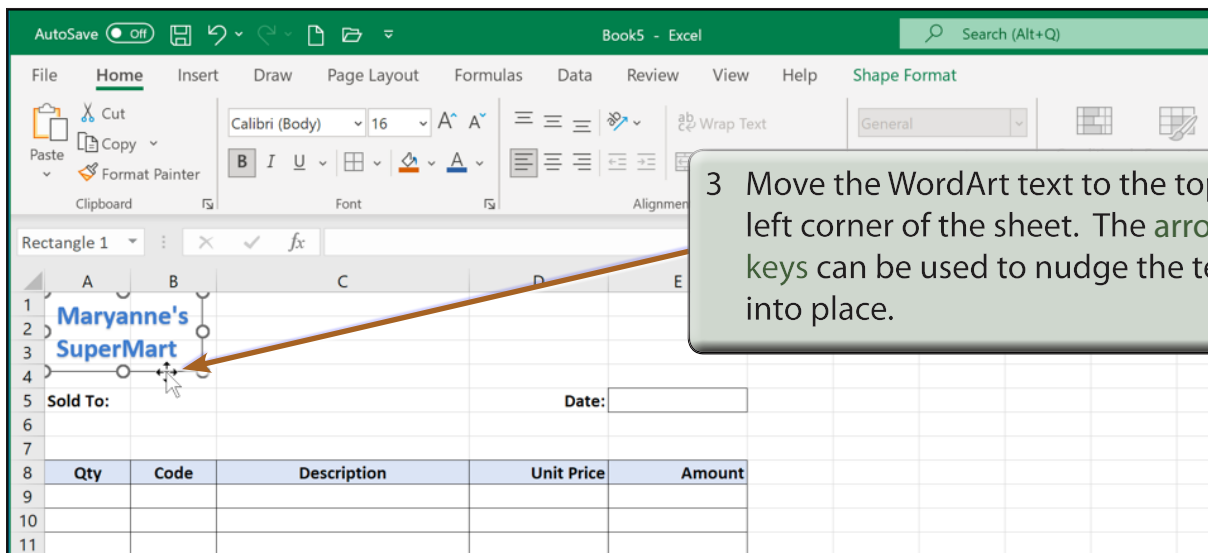 AutoSave Off Book5 - Excel Search (Alt+Q)
File Home Insert Draw Page Layout Formulas Data Review View Help Shape Format
Cut
Copy
Paste
Format Painter
Clipboard
Calibri (Body) 16 A^ A˅
B I U A
Font
ab Wrap Text
General
Rectangle 1 fx
3 Move the WordArt text to the top
left corner of the sheet. The arro
keys can be used to nudge the te
into place.
A B C D E
1
Maryanne's
2
SuperMart
3
4
5 Sold To: Date:
6
7
8 Qty Code Description Unit Price Amount
9
10
11